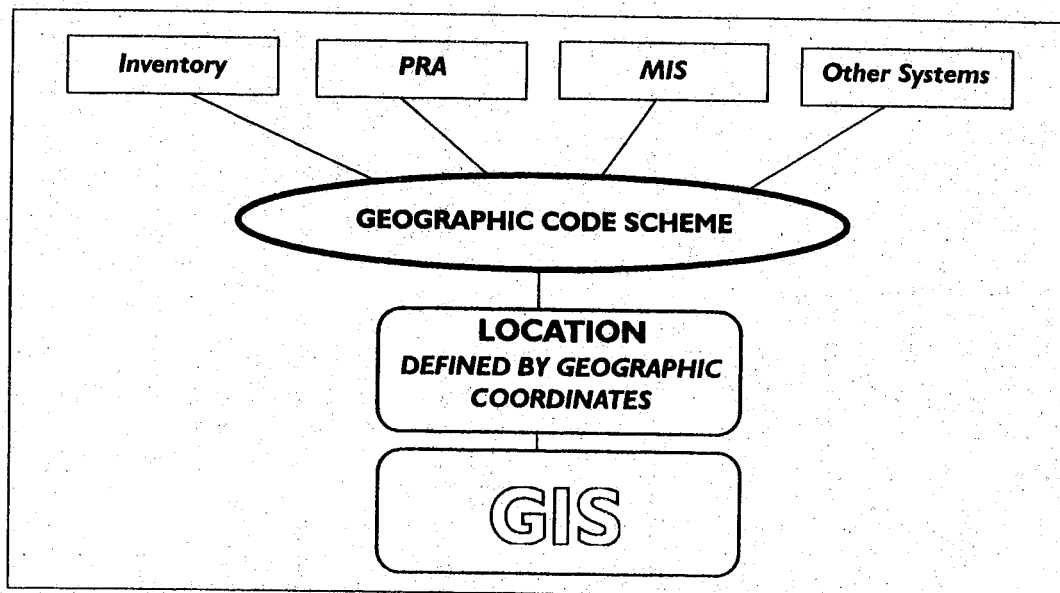 Inventory
PRA
MIS
Other Systems
GEOGRAPHIC CODE SCHEME
LOCATION
DEFINED BY GEOGRAPHIC
COORDINATES
GIS